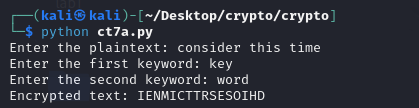 ┌──(kali㉿kali)-[~/Desktop/crypto/crypto]
└─$ python ct7a.py
Enter the plaintext: consider this time
Enter the first keyword: key
Enter the second keyword: word
Encrypted text: IENMICTTRSESOIHD